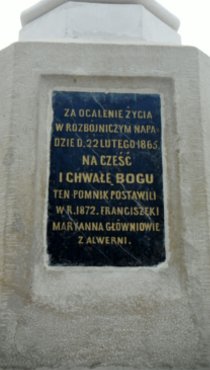 ZA OCALENIE ŻYCIA
W ROZBOJNICZYM NAPA-
DZIE D. 22 LUTEGO 1865.
NA CZEŚĆ
I CHWAŁĘ BOGU
TEN POMNIK POSTAWILI
W R. 1872. FRANCISZEK I
MARYANNA GŁÓWNIOWIE
Z ALWERNI.